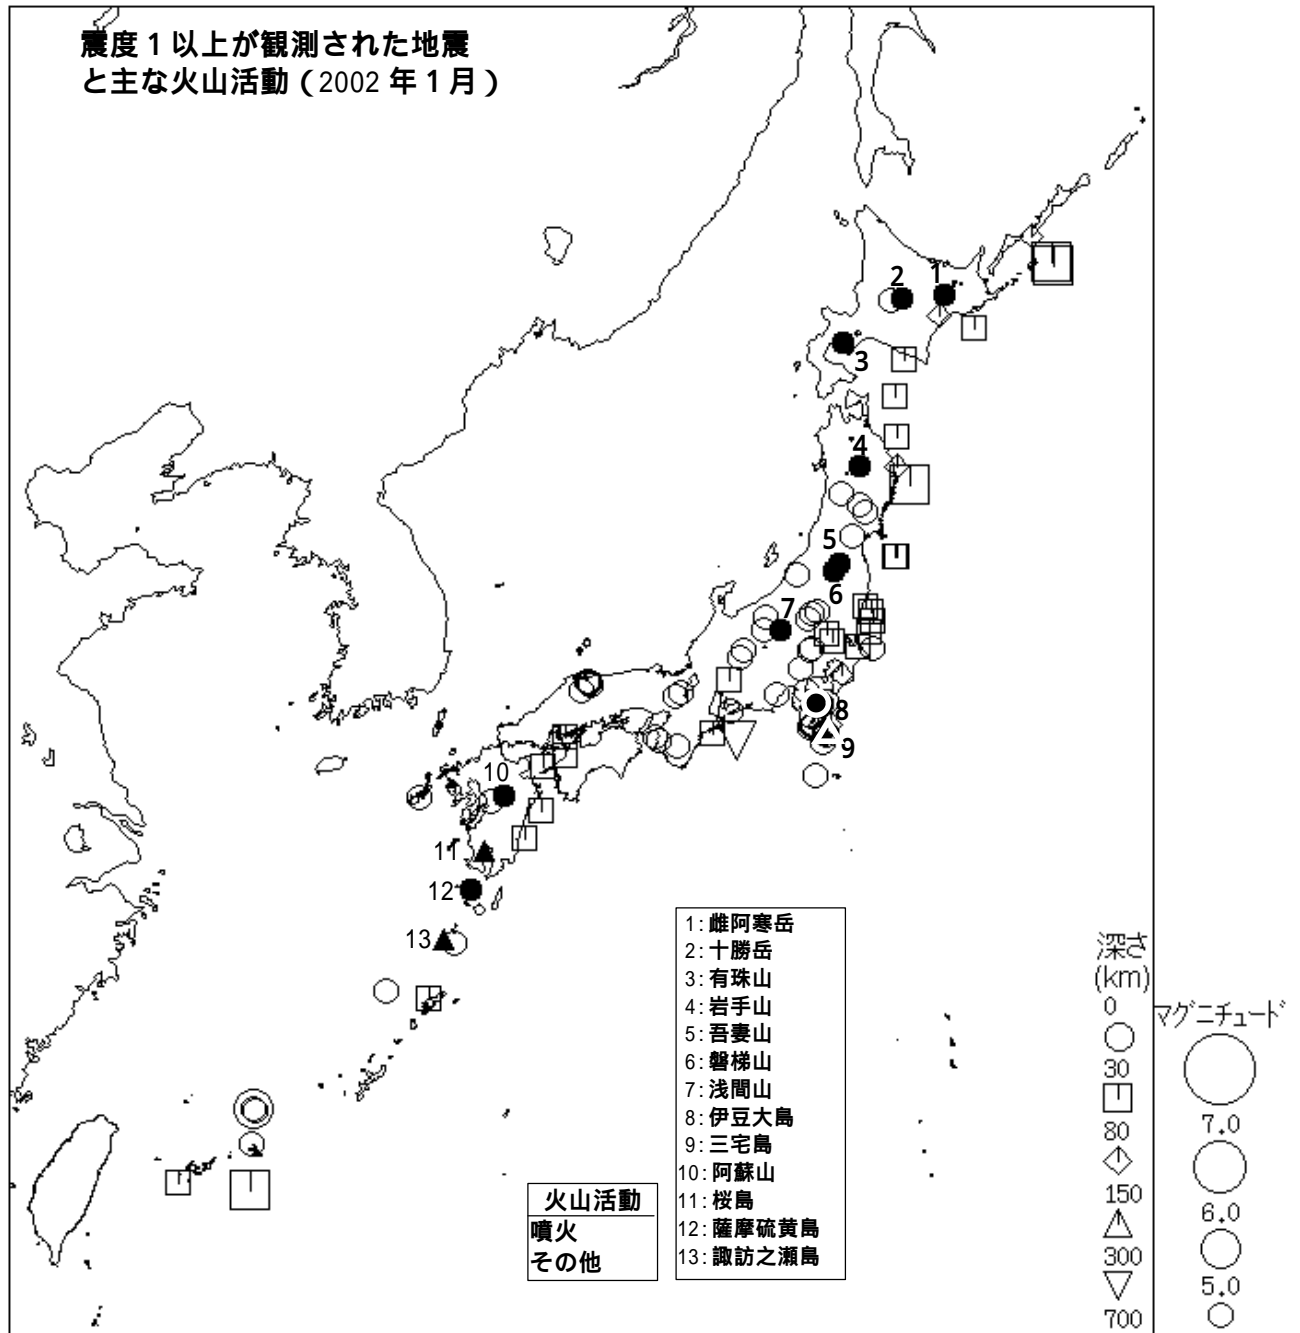 震度１以上が観測された地震
と主な火山活動（2002 年１月）
2
1
3
4
5
6
7
8
9
10
11
12
13
1:雌阿寒岳
2:十勝岳
3:有珠山
4:岩手山
5:吾妻山
6:磐梯山
7:浅間山
8:伊豆大島
9:三宅島
10:阿蘇山
11:桜島
12:薩摩硫黄島
13:諏訪之瀬島
火山活動
噴火
その他
深さ
(km)
0
30
80
150
300
700
マグニチュード
7.0
6.0
5.0